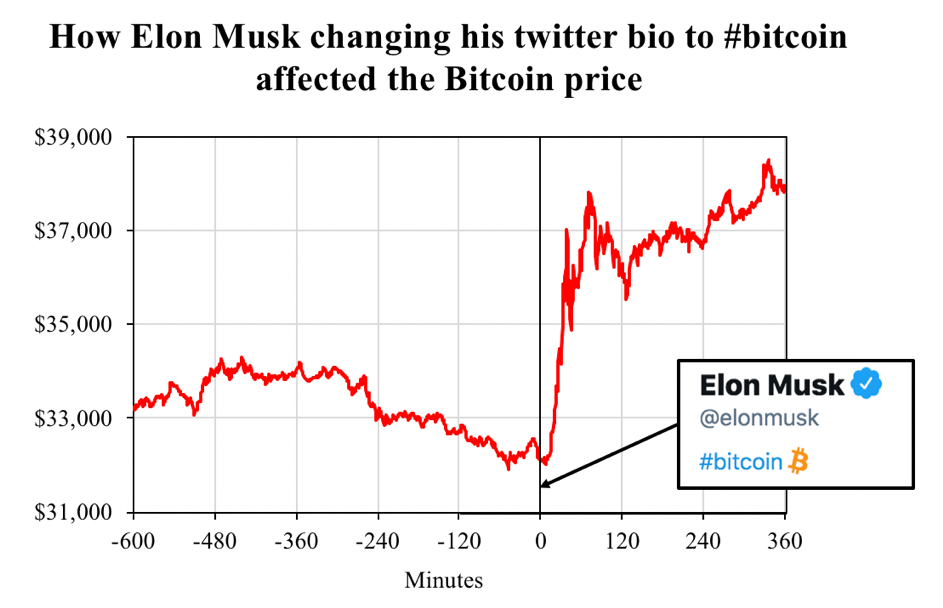 How Elon Musk changing his twitter bio to #bitcoin
affected the Bitcoin price
$39,000
$37,000
$35,000
$33,000
$31,000
-600 -480 -360 -240 -120 0 120 240 360
Minutes
Elon Musk
@elonmusk
#bitcoin ₿